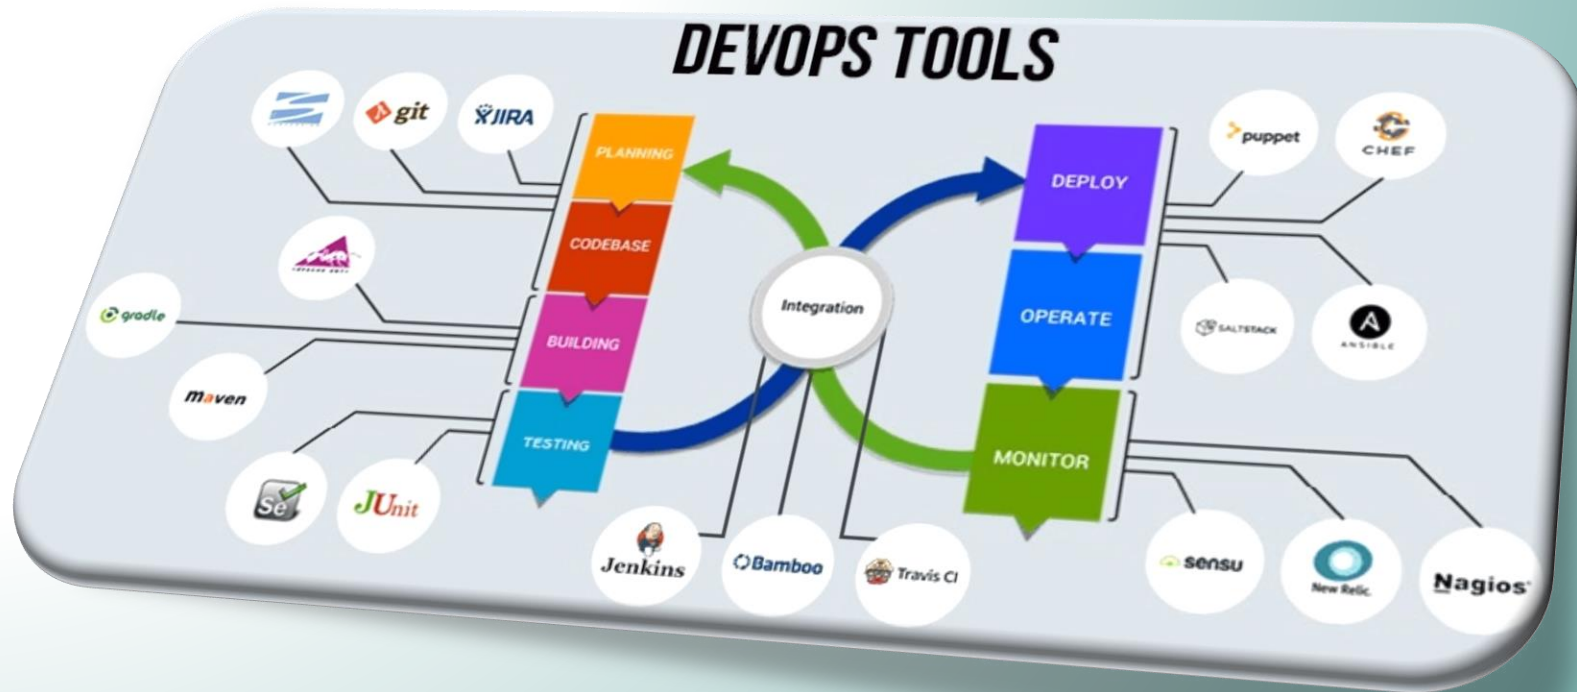 DEVOPS TOOLS
git
JIRA
PLANNING
CODEBASE
BUILDING
TESTING
gradle
maven
Se
JUnit
Integration
Jenkins
Bamboo
Travis CI
DEPLOY
OPERATE
MONITOR
puppet
CHEF
SALTSTACK
ANSIBLE
sensu
New Relic.
Nagios®